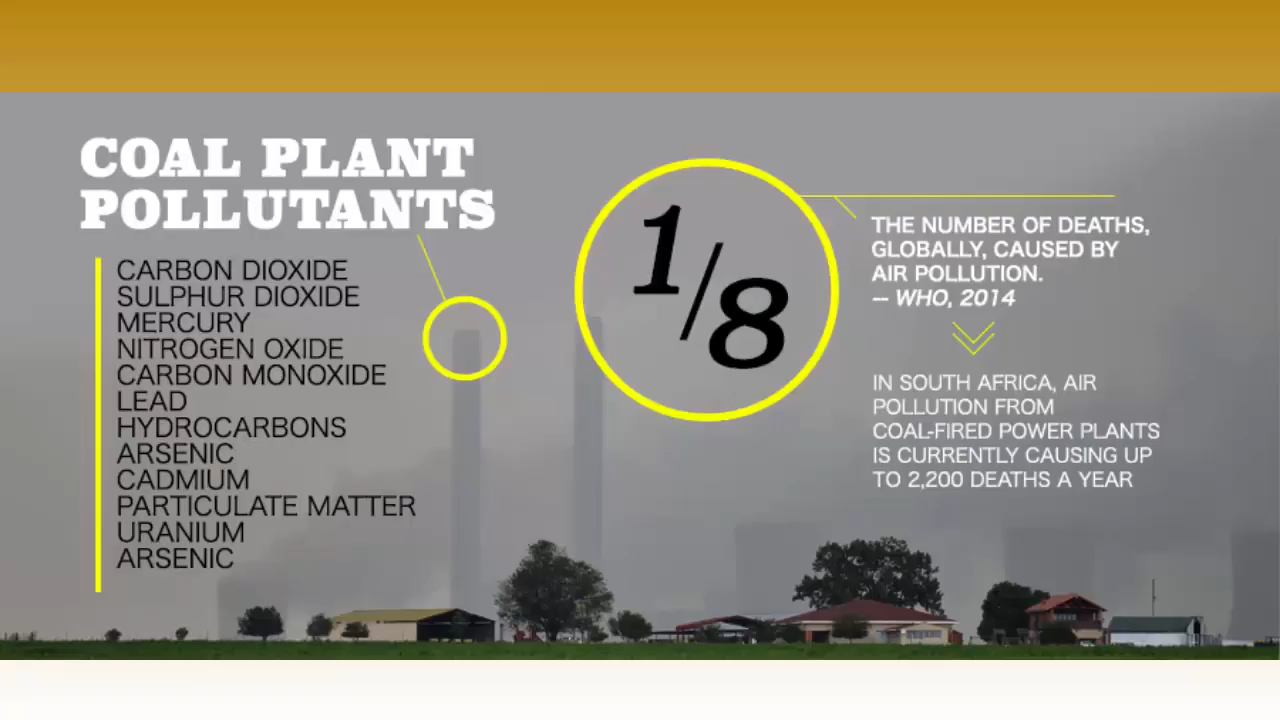 COAL PLANT
POLLUTANTS
CARBON DIOXIDE
SULPHUR DIOXIDE
MERCURY
NITROGEN OXIDE
CARBON MONOXIDE
LEAD
HYDROCARBONS
ARSENIC
CADMIUM
PARTICULATE MATTER
URANIUM
ARSENIC
1/8
THE NUMBER OF DEATHS,
GLOBALLY, CAUSED BY
AIR POLLUTION.
– WHO, 2014
IN SOUTH AFRICA, AIR
POLLUTION FROM
COAL-FIRED POWER PLANTS
IS CURRENTLY CAUSING UP
TO 2,200 DEATHS A YEAR